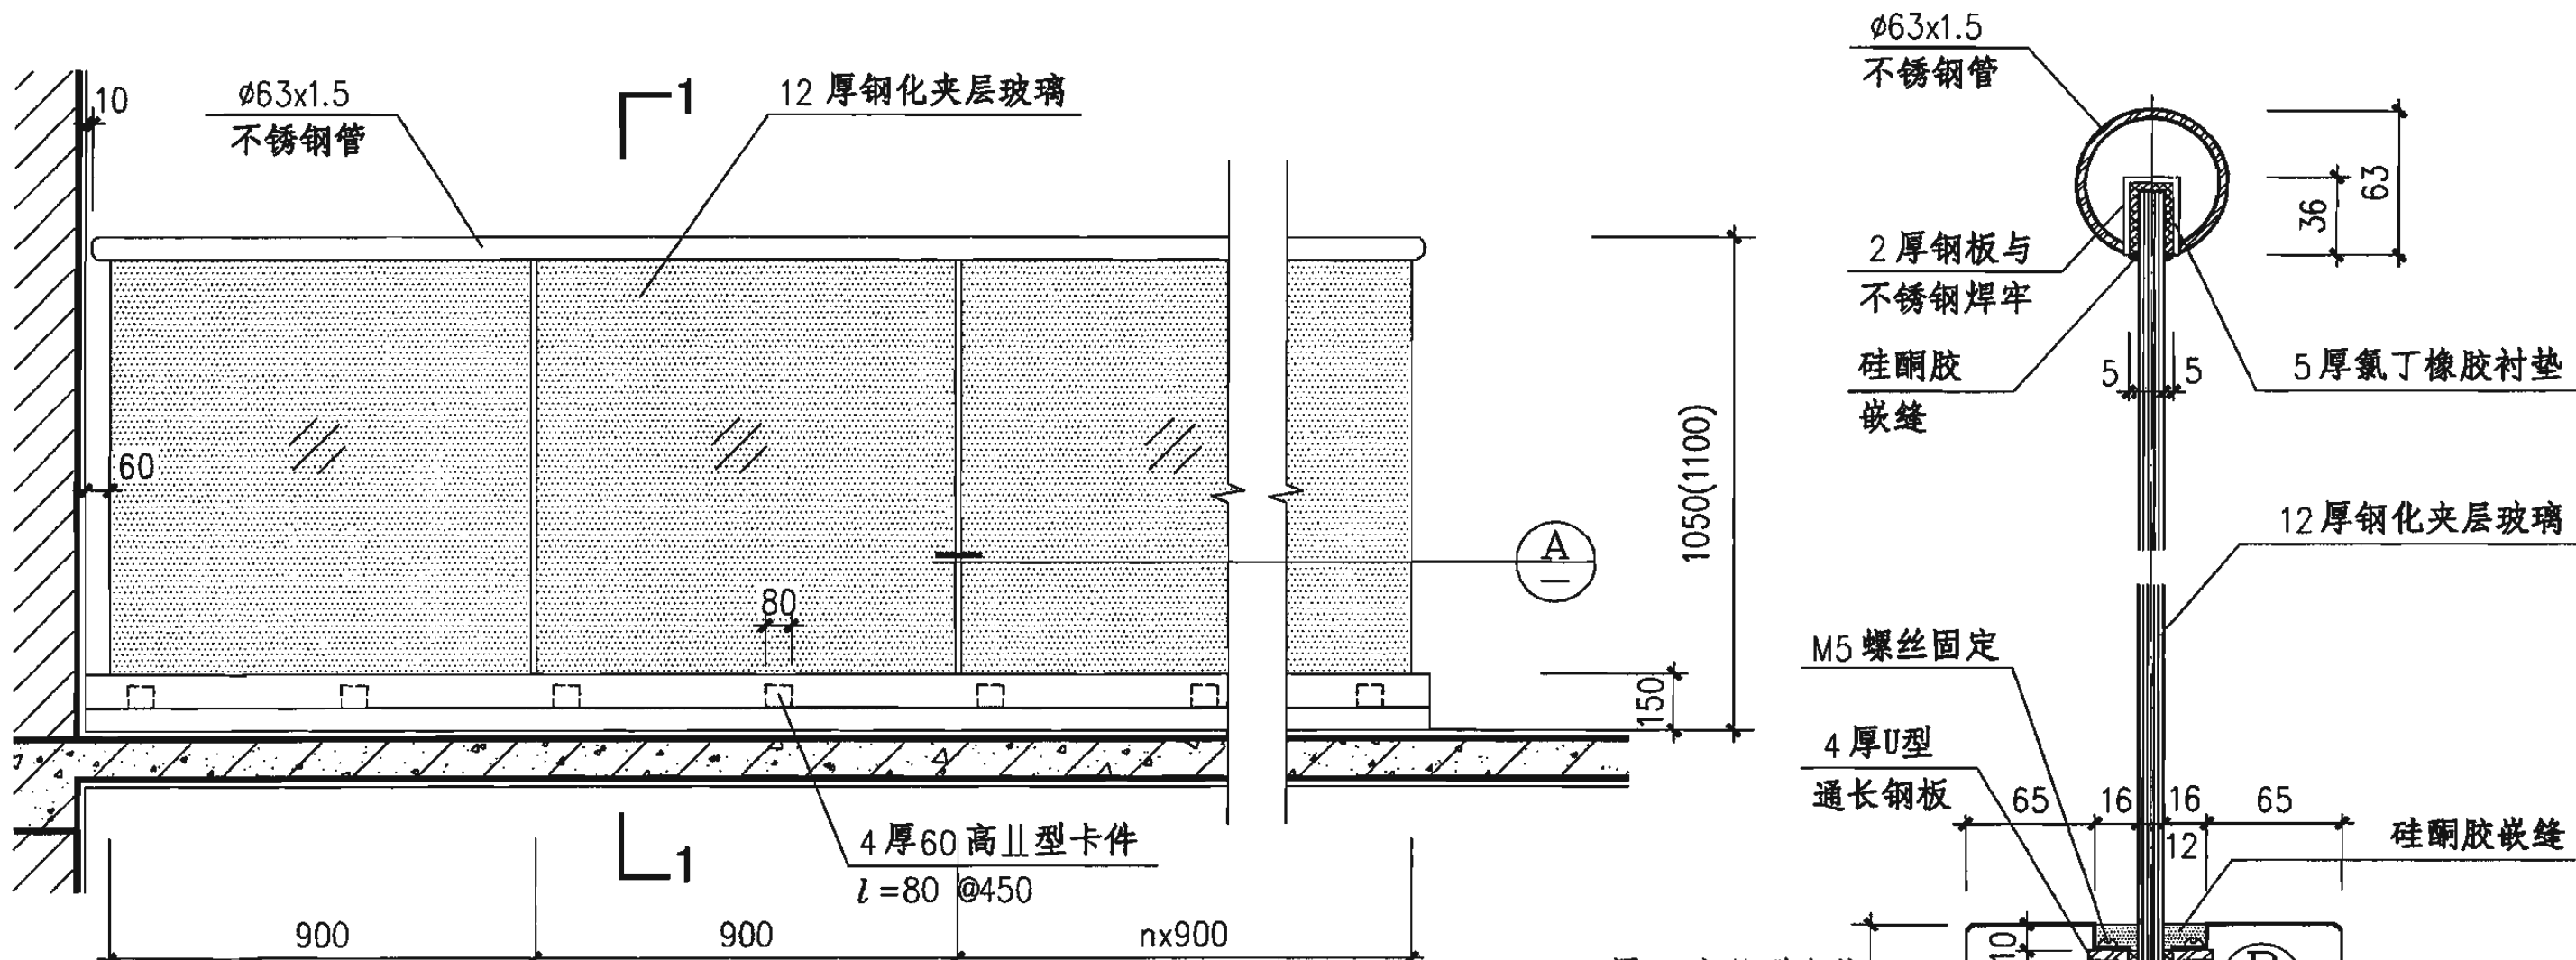 10
ø63x1.5
不锈钢管
1
12 厚钢化夹层玻璃
60
80
A
1050(1100)
150
4 厚 60 高⊥⊥型卡件
l =80 @450
1
900
900
nx900
ø63x1.5
不锈钢管
63
36
2 厚钢板与
不锈钢焊牢
硅酮胶
嵌缝
5
5
5 厚氯丁橡胶衬垫
12 厚钢化夹层玻璃
M5 螺丝固定
4 厚U型
通长钢板
65
16
16
65
12
硅酮胶嵌缝
10